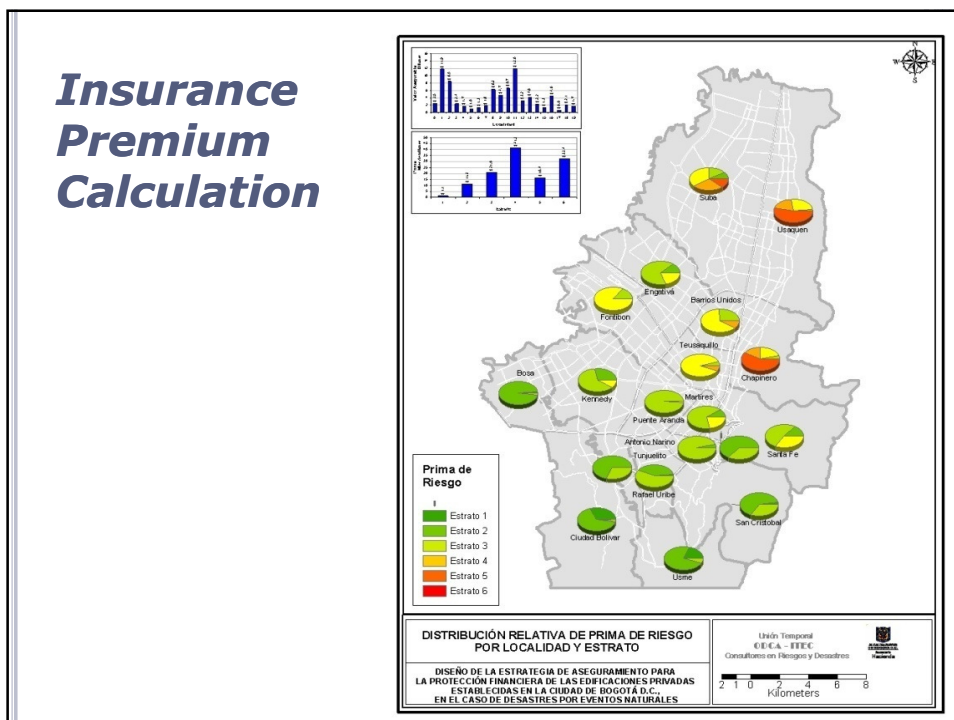 Insurance
Premium
Calculation
N
W
E
S
Suba
Usaquen
Engativá
Barrios Unidos
Fontibon
Teusaquillo
Chapinero
Bosa
Kennedy
Martires
Puente Aranda
Antonio Narino
Santa Fe
Tunjuelito
Rafael Uribe
San Cristobal
Ciudad Bolívar
Usme
Prima de
Riesgo
Estrato 1
Estrato 2
Estrato 3
Estrato 4
Estrato 5
Estrato 6
DISTRIBUCIÓN RELATIVA DE PRIMA DE RIESGO
POR LOCALIDAD Y ESTRATO
DISEÑO DE LA ESTRATEGIA DE ASEGURAMIENTO PARA
LA PROTECCIÓN FINANCIERA DE LAS EDIFICACIONES PRIVADAS
ESTABLECIDAS EN LA CIUDAD DE BOGOTÁ D.C.,
EN EL CASO DE DESASTRES POR EVENTOS NATURALES
Unión Temporal
ODCA - ITEC
Consultores en Riesgos y Desastres
Hacienda
2 1 0 2 4 6 8
Kilometers